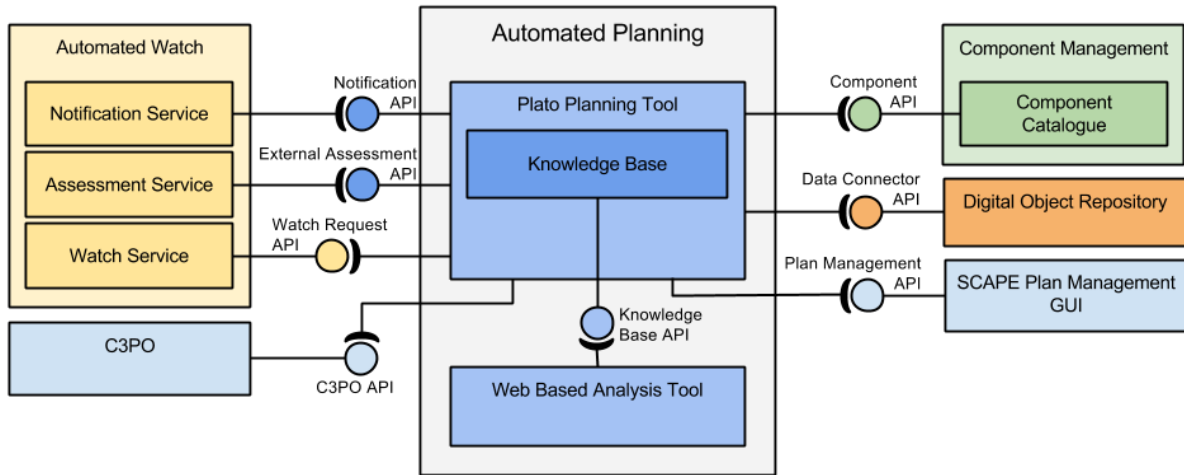 Automated Watch
Notification Service
Assessment Service
Watch Service
C3PO
Notification
API
External Assessment
API
Watch Request
API
C3PO API
Automated Planning
Plato Planning Tool
Knowledge Base
Knowledge
Base API
Web Based Analysis Tool
Component
API
Data Connector
API
Plan Management
API
Component Management
Component
Catalogue
Digital Object Repository
SCAPE Plan Management
GUI